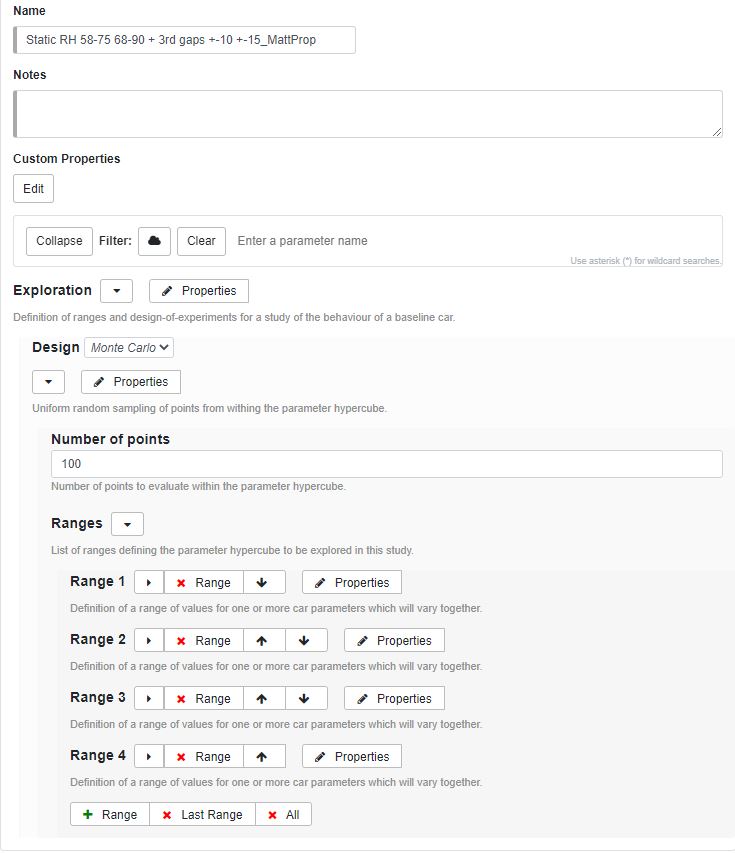 Name
Static RH 58-75 68-90 + 3rd gaps +-10 +-15_MattProp
Notes
Custom Properties
Edit
Collapse Filter: Clear Enter a parameter name
Use asterisk (*) for wildcard searches.
Exploration Properties
Definition of ranges and design-of-experiments for a study of the behaviour of a baseline car.
Design Monte Carlo
Properties
Uniform random sampling of points from withing the parameter hypercube.
Number of points
100
Number of points to evaluate within the parameter hypercube.
Ranges
List of ranges defining the parameter hypercube to be explored in this study.
Range 1 Range Properties
Definition of a range of values for one or more car parameters which will vary together.
Range 2 Range Properties
Definition of a range of values for one or more car parameters which will vary together.
Range 3 Range Properties
Definition of a range of values for one or more car parameters which will vary together.
Range 4 Range Properties
Definition of a range of values for one or more car parameters which will vary together.
Range Last Range All